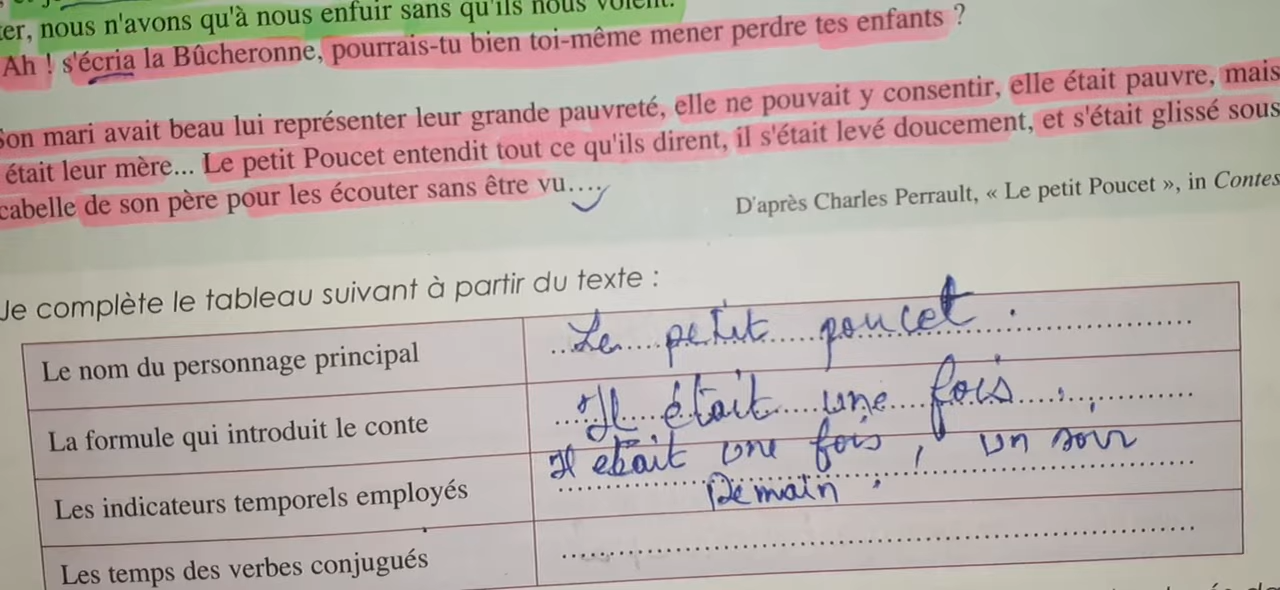 ter, nous n'avons qu'à nous enfuir sans qu'ils nous voient.
Ah ! s'écria la Bûcheronne, pourrais-tu bien toi-même mener perdre tes enfants ?
Son mari avait beau lui représenter leur grande pauvreté, elle ne pouvait y consentir, elle était pauvre, mais
était leur mère... Le petit Poucet entendit tout ce qu'ils dirent, il s'était levé doucement, et s'était glissé sous
cabelle de son père pour les écouter sans être vu....
D'après Charles Perrault, « Le petit Poucet », in Contes
Je complète le tableau suivant à partir du texte :
Le nom du personnage principal
Le petit poucet .
La formule qui introduit le conte
Il était une fois
Les indicateurs temporels employés
Il etait une fois , un soir
Demain ,
Les temps des verbes conjugués